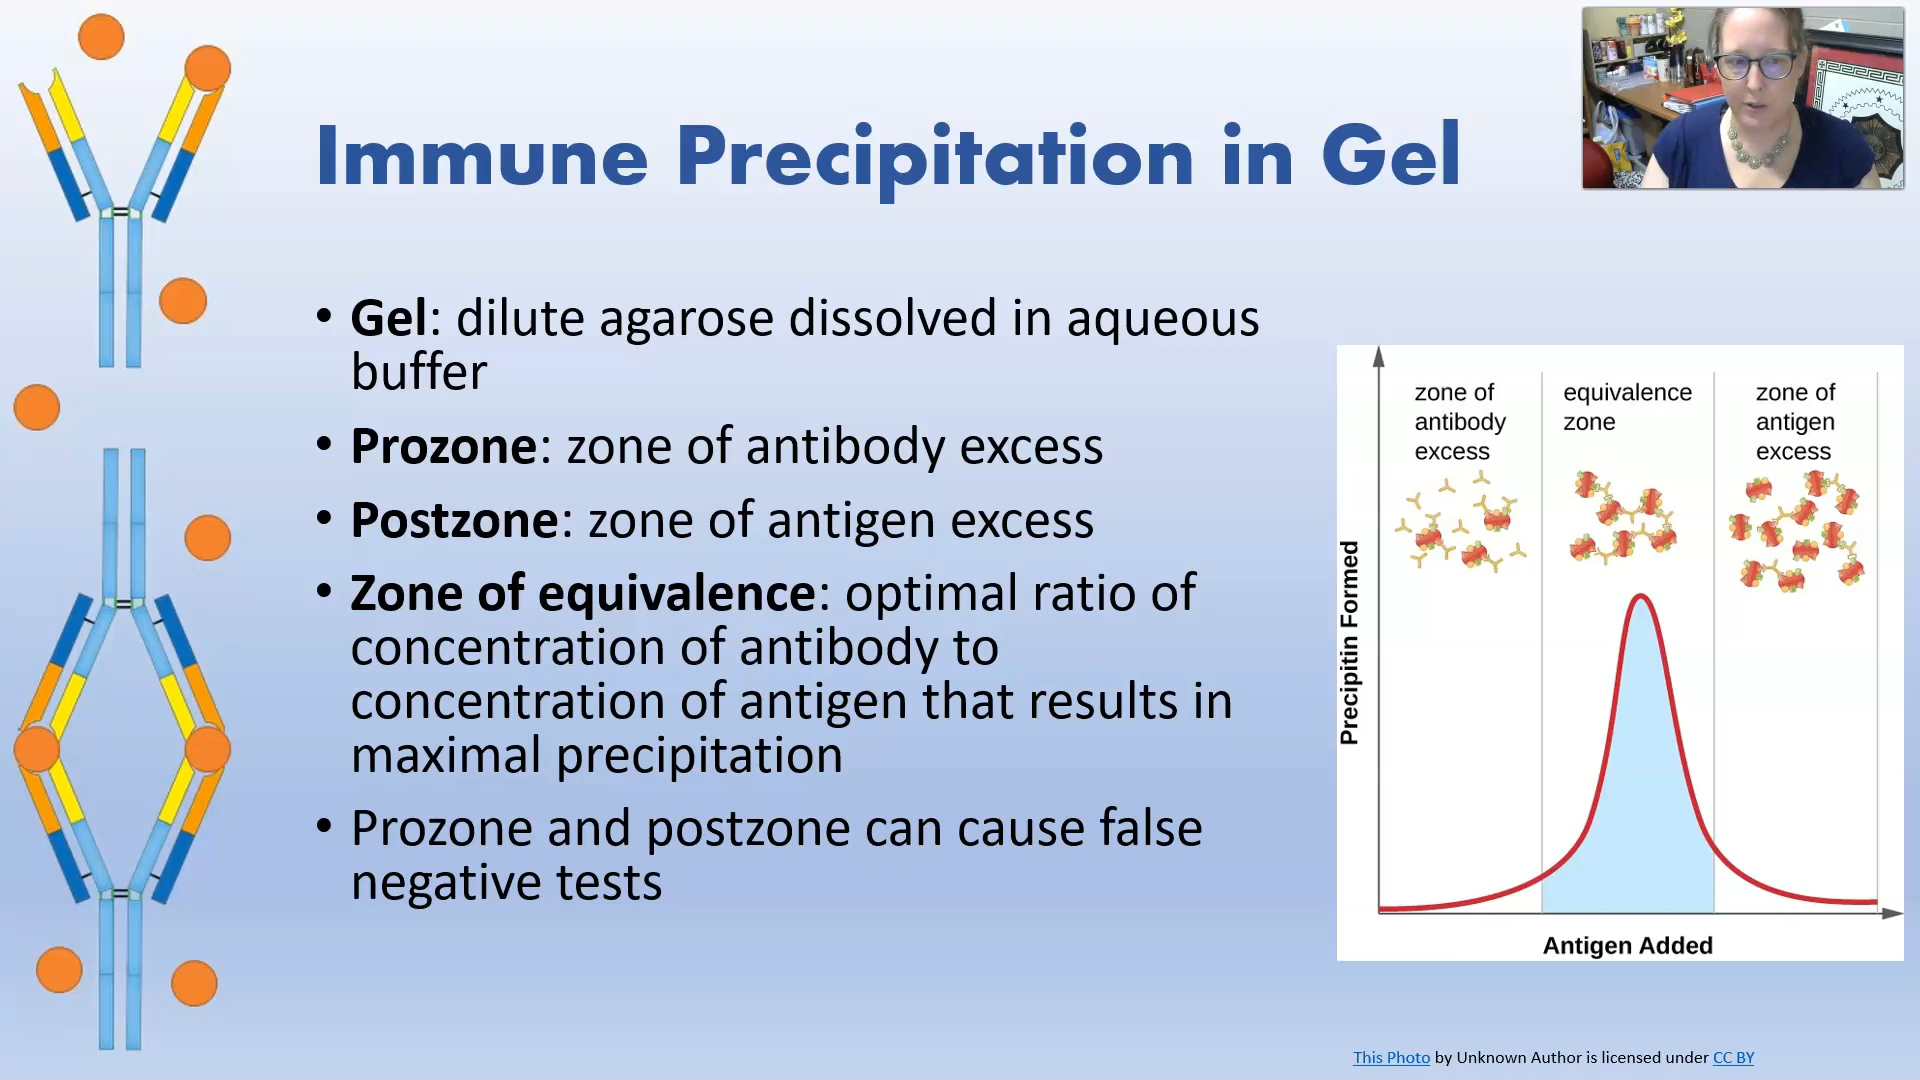 Immune Precipitation in Gel
• Gel: dilute agarose dissolved in aqueous
buffer
• Prozone: zone of antibody excess
• Postzone: zone of antigen excess
• Zone of equivalence: optimal ratio of
concentration of antibody to
concentration of antigen that results in
maximal precipitation
• Prozone and postzone can cause false
negative tests
zone of
antibody
excess
equivalence
zone
zone of
antigen
excess
Precipitin Formed
Antigen Added
This Photo by Unknown Author is licensed under CC BY